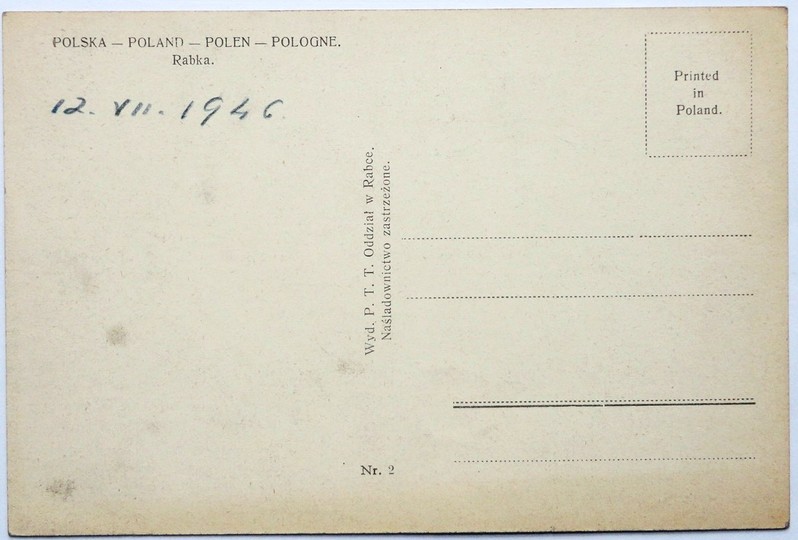 POLSKA — POLAND — POLEN — POLOGNE.
Rabka.
12. VII. 1946
Printed
in
Poland.
Wyd. P. T. T. Oddział w Rabce.
Naśladownictwo zastrzeżone.
Nr. 2